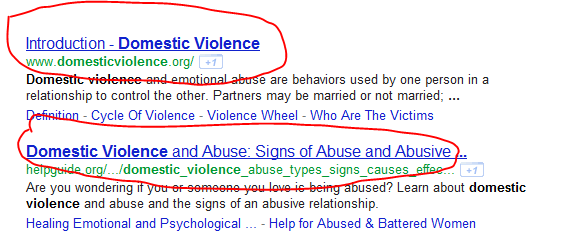 Introduction - Domestic Violence
www.domesticviolence.org/ +1
Domestic violence and emotional abuse are behaviors used by one person in a
relationship to control the other. Partners may be married or not married; ...
Definition - Cycle Of Violence - Violence Wheel - Who Are The Victims
Domestic Violence and Abuse: Signs of Abuse and Abusive ...
helpguide.org/.../domestic_violence_abuse_types_signs_causes_effec... +1
Are you wondering if you or someone you love is being abused? Learn about domestic
violence and abuse and the signs of an abusive relationship.
Healing Emotional and Psychological ... - Help for Abused & Battered Women